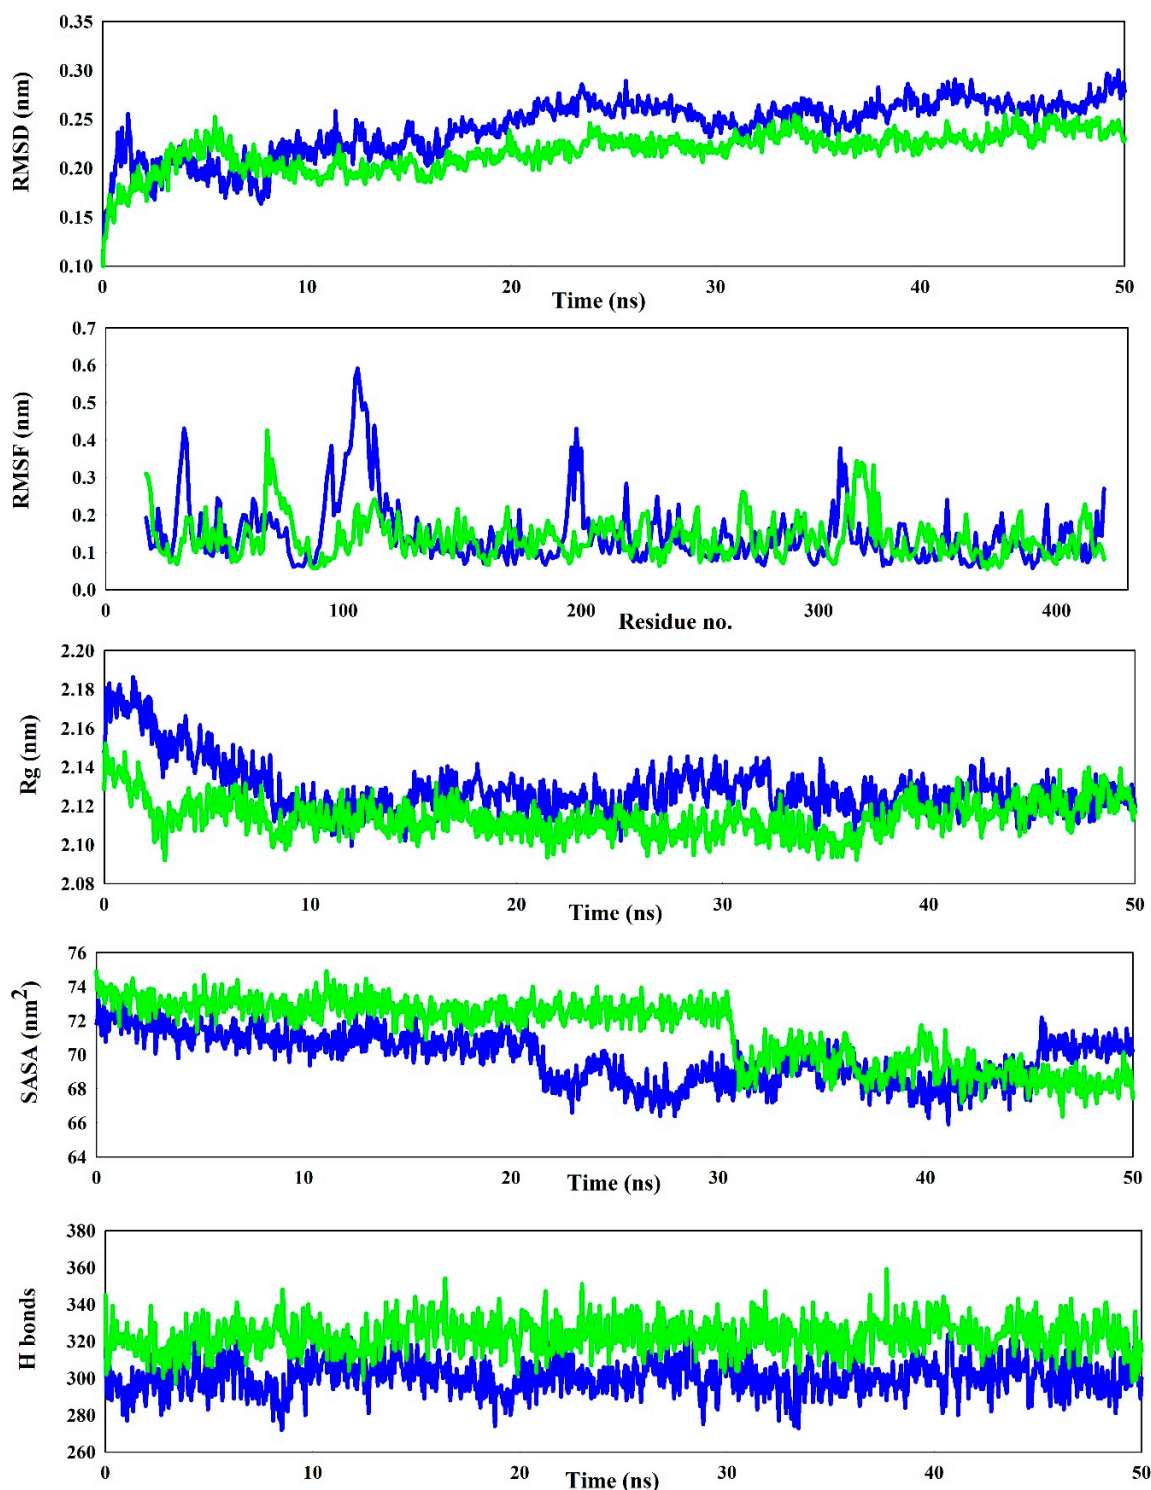 RMSD (nm)
0.35
0.30
0.25
0.20
0.15
0.10
0 10 20 30 40 50
Time (ns)
RMSF (nm)
0.7
0.6
0.5
0.4
0.3
0.2
0.1
0.0
0 100 200 300 400
Residue no.
Rg (nm)
2.20
2.18
2.16
2.14
2.12
2.10
2.08
0 10 20 30 40 50
Time (ns)
SASA (nm²)
76
74
72
70
68
66
64
0 10 20 30 40 50
Time (ns)
H bonds
380
360
340
320
300
280
260
0 10 20 30 40 50
Time (ns)